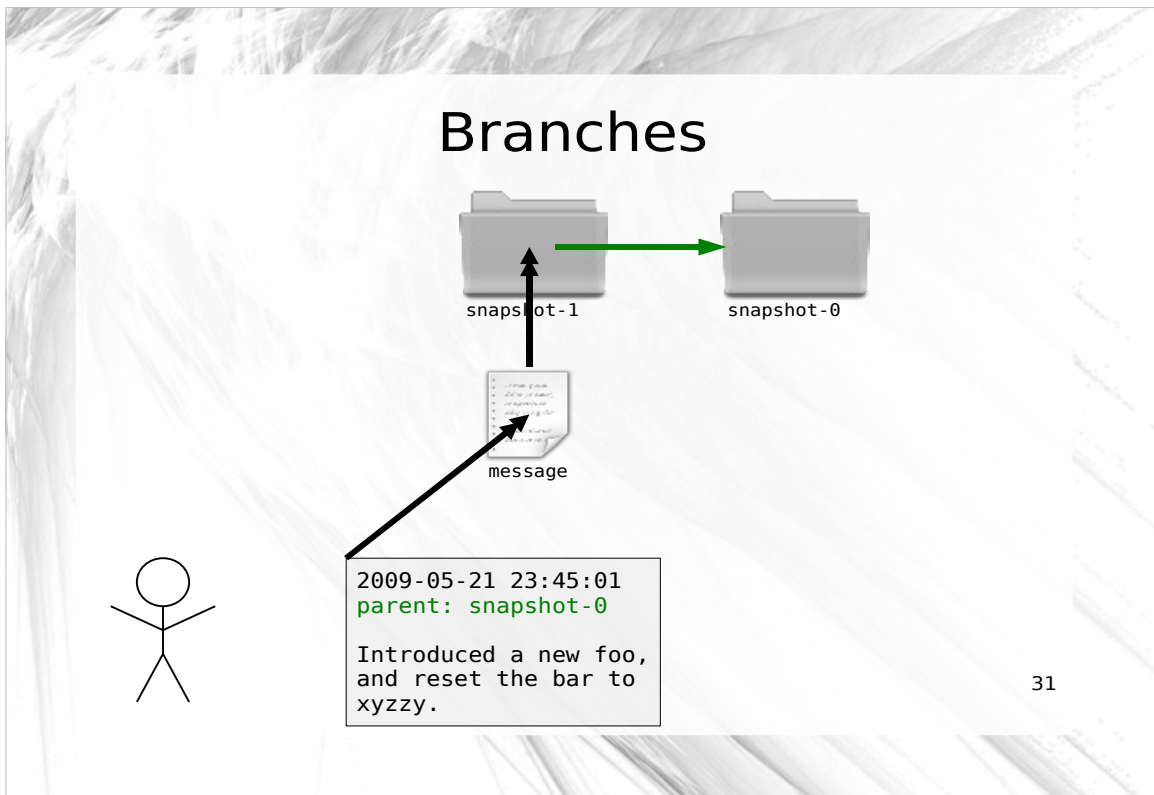 Branches
snapshot-1
snapshot-0
message
2009-05-21 23:45:01
parent: snapshot-0
Introduced a new foo,
and reset the bar to
xyzzy.
31